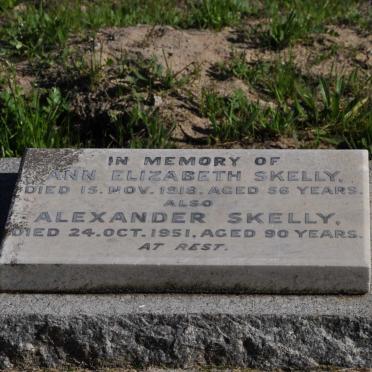 IN MEMORY OF
ANN ELIZABETH SKELLY.
DIED 15. NOV. 1918. AGED 56 YEARS.
ALSO
ALEXANDER SKELLY,
DIED 24. OCT. 1951. AGED 90 YEARS.
AT REST.